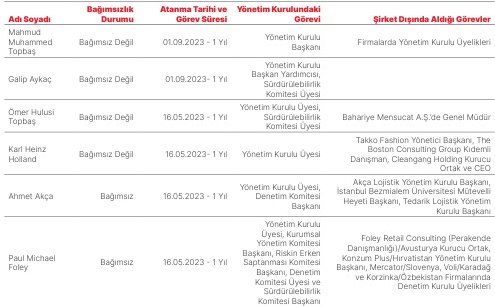 Adı Soyadı
Bağımsızlık Durumu
Atanma Tarihi ve Görev Süresi
Yönetim Kurulundaki Görevi
Şirket Dışında Aldığı Görevler
Mahmud
Muhammed
Topbaş
Bağımsız Değil
01.09.2023 - 1 Yıl
Yönetim Kurulu
Başkanı
Firmalarda Yönetim Kurulu Üyelikleri
Galip Aykaç
Bağımsız Değil
01.09.2023- 1 Yıl
Yönetim Kurulu
Başkan Yardımcısı,
Sürdürülebilirlik
Komitesi Üyesi
Ömer Hulusi
Topbaş
Bağımsız Değil
16.05.2023 - 1 Yıl
Yönetim Kurulu Üyesi,
Sürdürülebilirlik
Komitesi Üyesi
Bahariye Mensucat A.Ş.'de Genel Müdür
Karl Heinz
Holland
Bağımsız Değil
16.05.2023- 1 Yıl
Yönetim Kurulu Üyesi
Takko Fashion Yönetici Başkanı, The
Boston Consulting Group Kıdemli
Danışman, Cleangang Holding Kurucu
Ortak ve CEO
Ahmet Akça
Bağımsız
16.05.2023 - 1 Yıl
Yönetim Kurulu Üyesi,
Denetim Komitesi
Başkanı
Akça Lojistik Yönetim Kurulu Başkanı,
İstanbul Bezmialem Üniversitesi Mütevelli
Heyeti Başkanı, Tedarik Lojistik Yönetim
Kurulu Başkanı
Paul Michael
Foley
Bağımsız
16.05.2023 - 1 Yıl
Yönetim Kurulu
Üyesi, Kurumsal
Yönetim Komitesi
Başkanı, Riskin Erken
Saptanması Komitesi
Başkanı, Denetim
Komitesi Üyesi ve
Sürdürülebilirlik
Komitesi Başkanı
Foley Retail Consulting (Perakende
Danışmanlığı)/Avusturya Kurucu Ortak,
Konzum Plus/Hırvatistan Yönetim Kurulu
Başkanı, Mercator/Slovenya, Voli/Karadağ
ve Korzinka/Özbekistan Firmalarında
Denetim Kurulu Üyelikleri